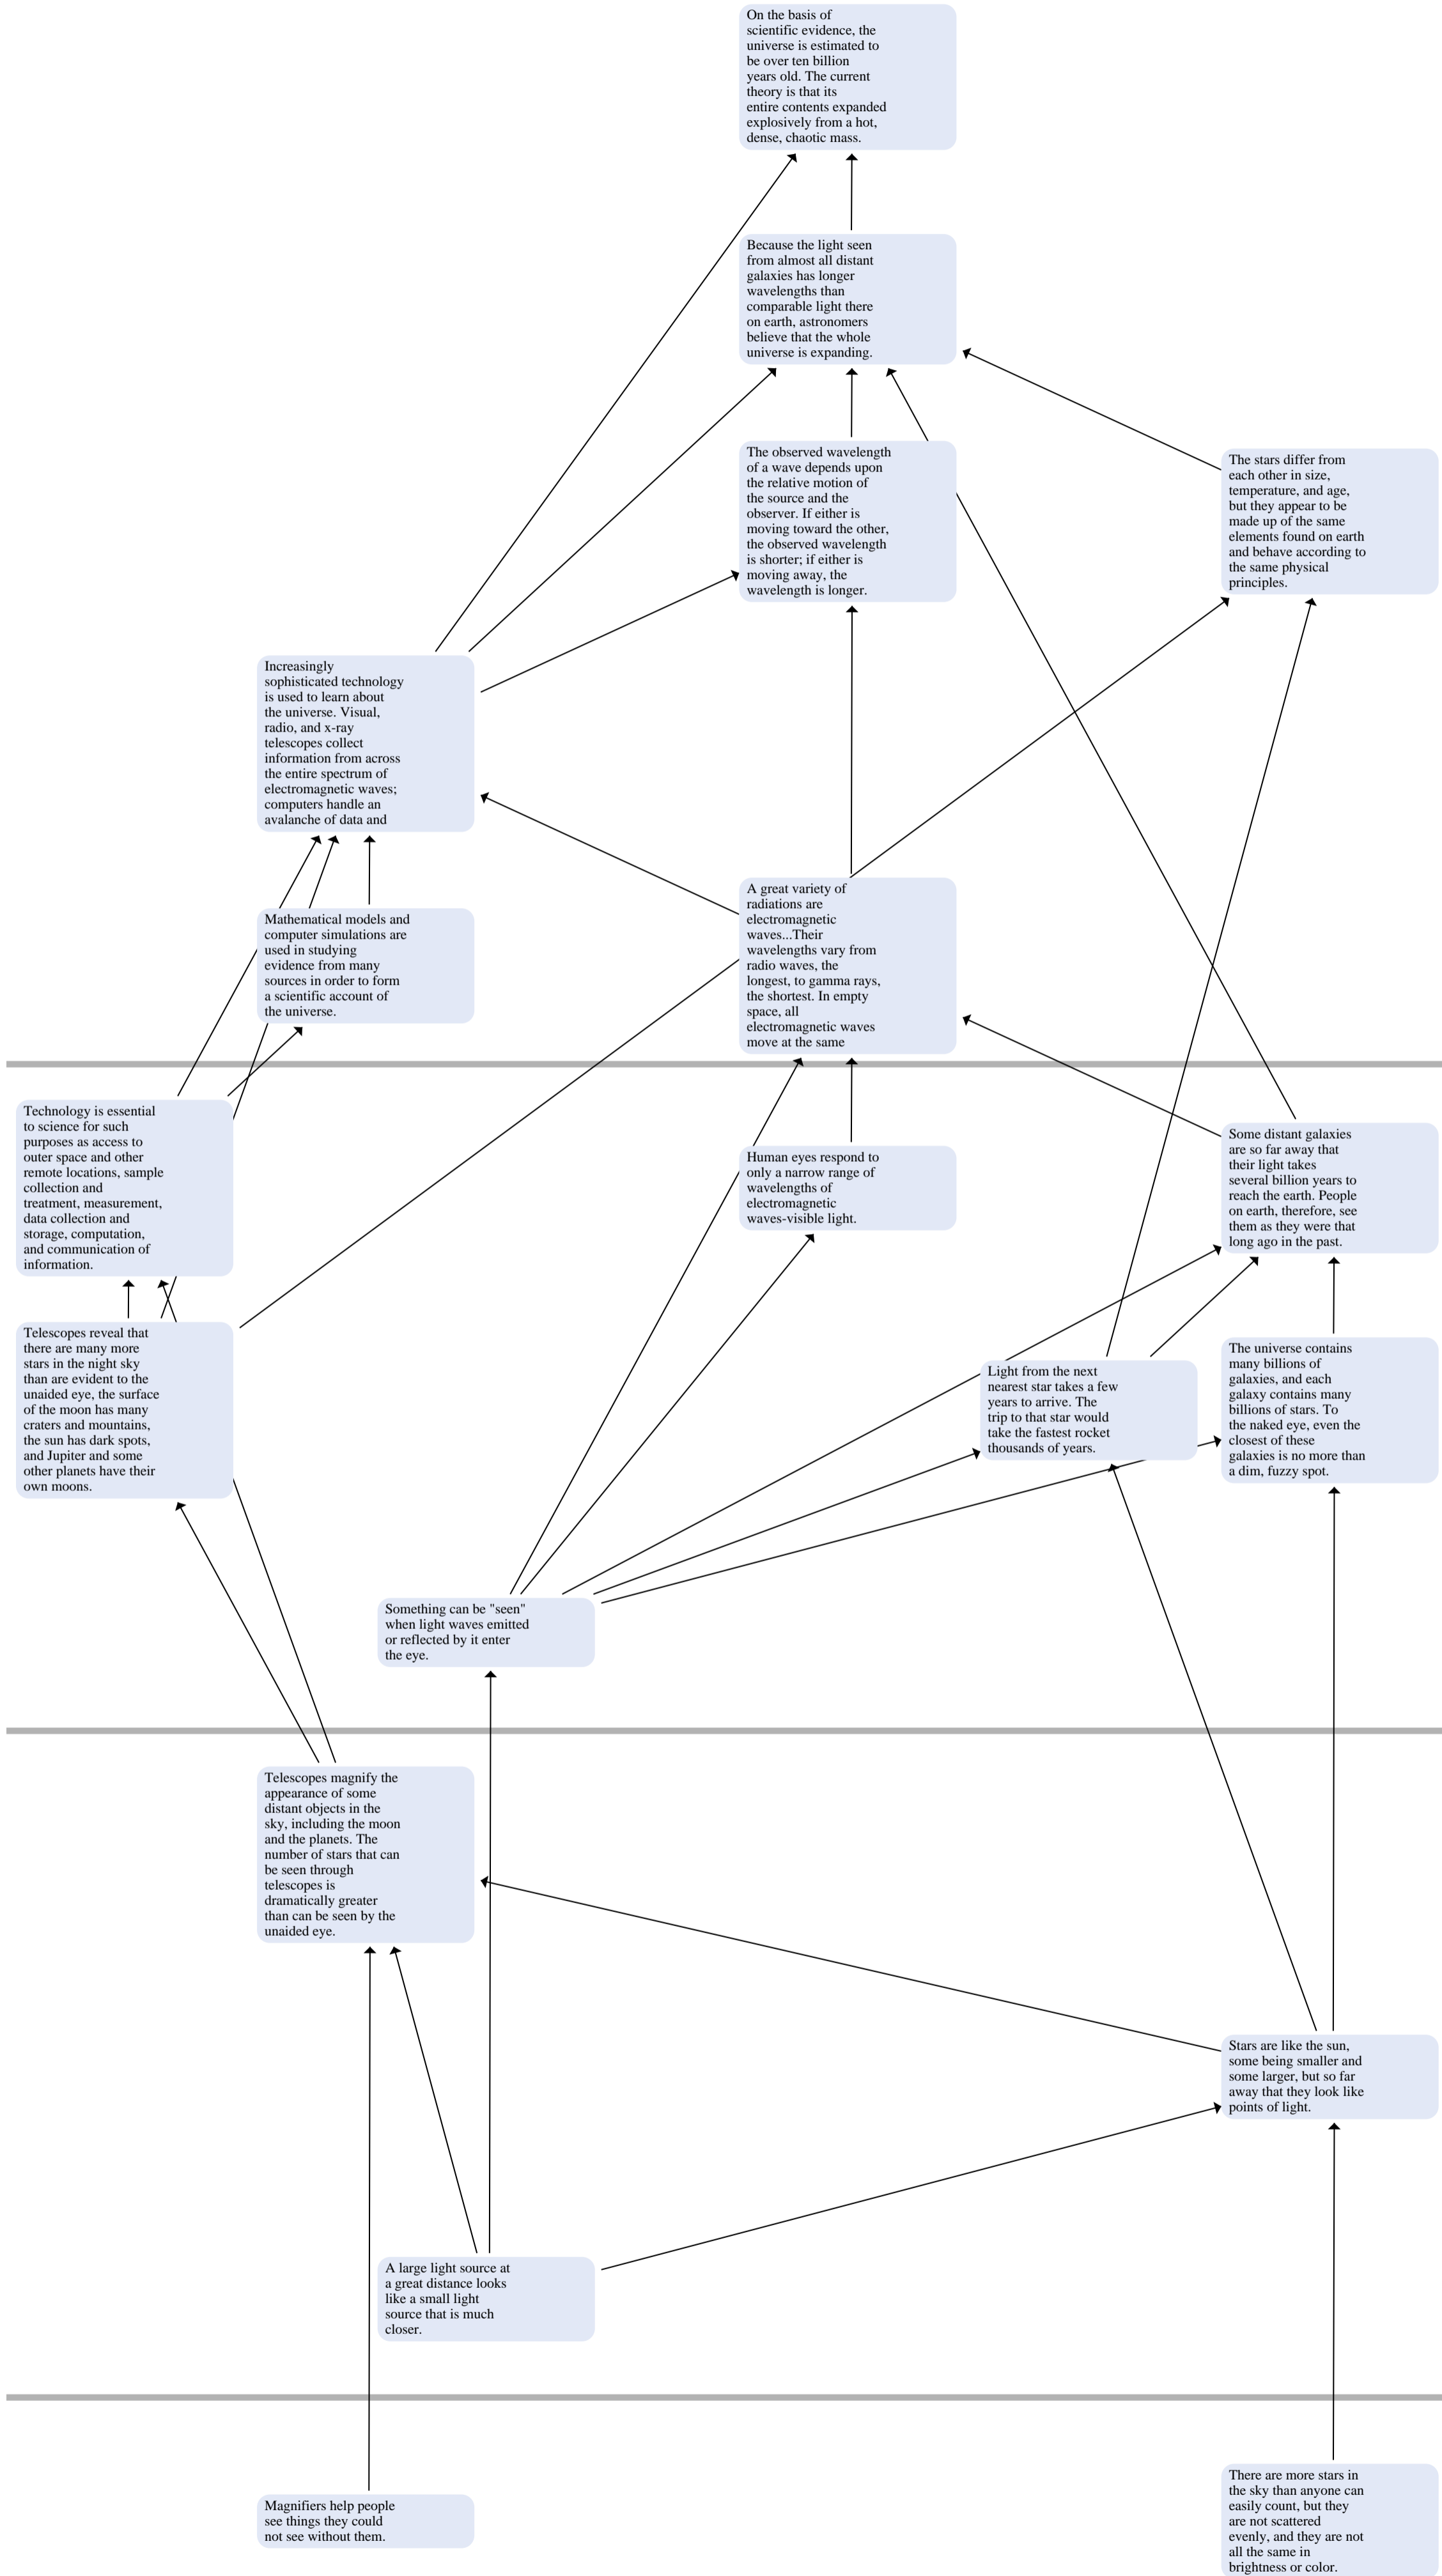 On the basis of
scientific evidence, the
universe is estimated to
be over ten billion
years old. The current
theory is that its
entire contents expanded
explosively from a hot,
dense, chaotic mass.
Because the light seen
from almost all distant
galaxies has longer
wavelengths than
comparable light there
on earth, astronomers
believe that the whole
universe is expanding.
The observed wavelength
of a wave depends upon
the relative motion of
the source and the
observer. If either is
moving toward the other,
the observed wavelength
is shorter; if either is
moving away, the
wavelength is longer.
The stars differ from
each other in size,
temperature, and age,
but they appear to be
made up of the same
elements found on earth
and behave according to
the same physical
principles.
Increasingly
sophisticated technology
is used to learn about
the universe. Visual,
radio, and x-ray
telescopes collect
information from across
the entire spectrum of
electromagnetic waves;
computers handle an
avalanche of data and
A great variety of
radiations are
electromagnetic
waves...Their
wavelengths vary from
radio waves, the
longest, to gamma rays,
the shortest. In empty
space, all
electromagnetic waves
move at the same
Mathematical models and
computer simulations are
used in studying
evidence from many
sources in order to form
a scientific account of
the universe.
Technology is essential
to science for such
purposes as access to
outer space and other
remote locations, sample
collection and
treatment, measurement,
data collection and
storage, computation,
and communication of
information.
Human eyes respond to
only a narrow range of
wavelengths of
electromagnetic
waves-visible light.
Some distant galaxies
are so far away that
their light takes
several billion years to
reach the earth. People
on earth, therefore, see
them as they were that
long ago in the past.
Telescopes reveal that
there are many more
stars in the night sky
than are evident to the
unaided eye, the surface
of the moon has many
craters and mountains,
the sun has dark spots,
and Jupiter and some
other planets have their
own moons.
Light from the next
nearest star takes a few
years to arrive. The
trip to that star would
take the fastest rocket
thousands of years.
The universe contains
many billions of
galaxies, and each
galaxy contains many
billions of stars. To
the naked eye, even the
closest of these
galaxies is no more than
a dim, fuzzy spot.
Something can be "seen"
when light waves emitted
or reflected by it enter
the eye.
Telescopes magnify the
appearance of some
distant objects in the
sky, including the moon
and the planets. The
number of stars that can
be seen through
telescopes is
dramatically greater
than can be seen by the
unaided eye.
Stars are like the sun,
some being smaller and
some larger, but so far
away that they look like
points of light.
A large light source at
a great distance looks
like a small light
source that is much
closer.
Magnifiers help people
see things they could
not see without them.
There are more stars in
the sky than anyone can
easily count, but they
are not scattered
evenly, and they are not
all the same in
brightness or color.